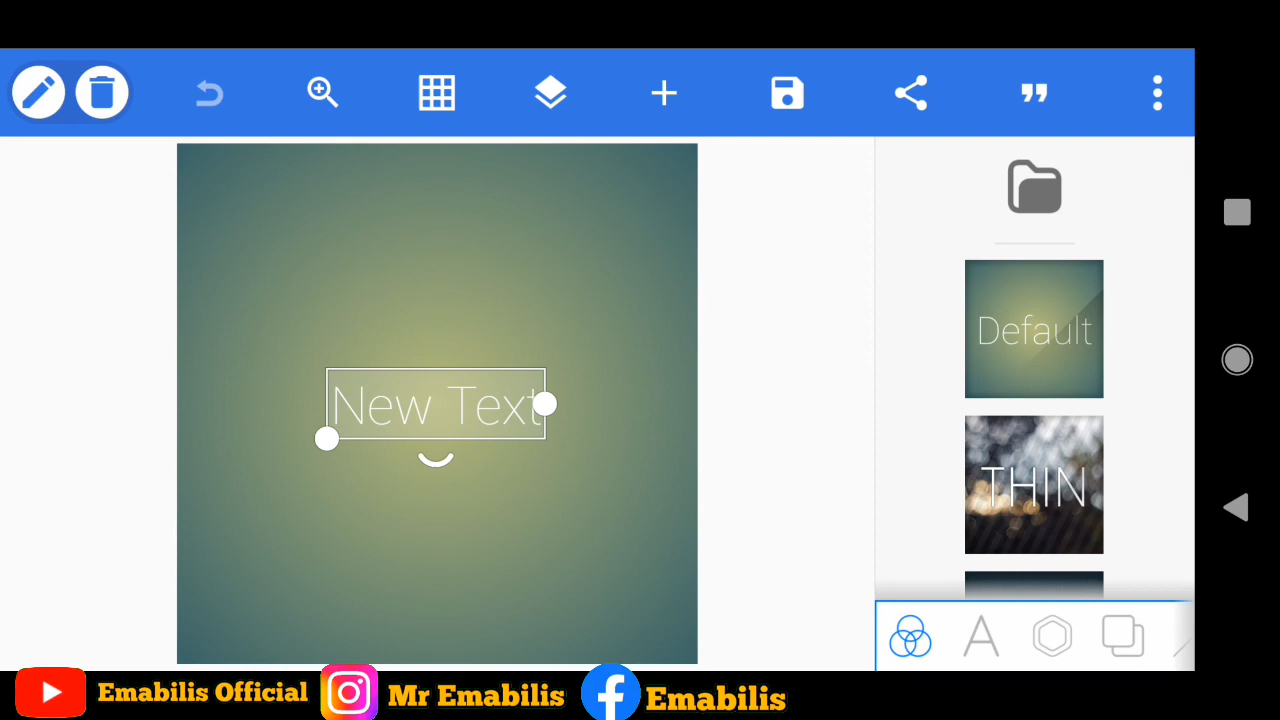 New Text
Default
THIN
Emabilis Official
Mr Emabilis
Emabilis